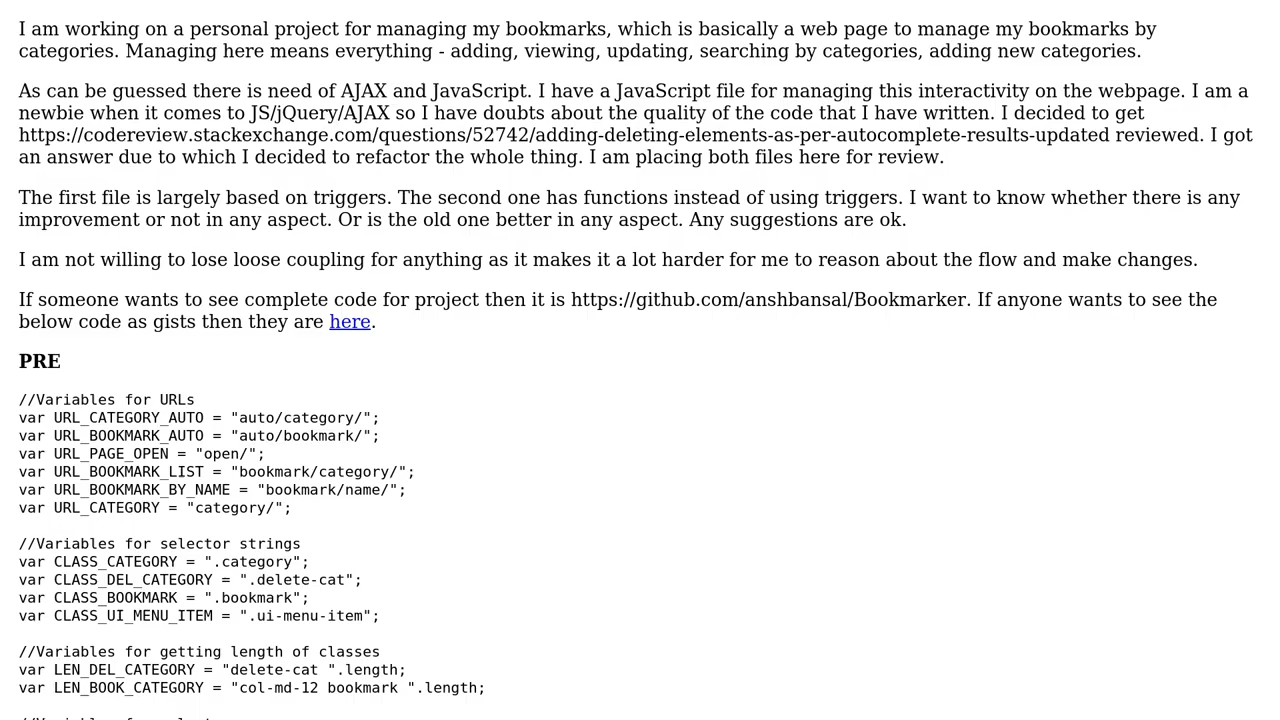 I am working on a personal project for managing my bookmarks, which is basically a web page to manage my bookmarks by
categories. Managing here means everything - adding, viewing, updating, searching by categories, adding new categories.
As can be guessed there is need of AJAX and JavaScript. I have a JavaScript file for managing this interactivity on the webpage. I am a
newbie when it comes to JS/jQuery/AJAX so I have doubts about the quality of the code that I have written. I decided to get
https://codereview.stackexchange.com/questions/52742/adding-deleting-elements-as-per-autocomplete-results-updated reviewed. I got
an answer due to which I decided to refactor the whole thing. I am placing both files here for review.
The first file is largely based on triggers. The second one has functions instead of using triggers. I want to know whether there is any
improvement or not in any aspect. Or is the old one better in any aspect. Any suggestions are ok.
I am not willing to lose loose coupling for anything as it makes it a lot harder for me to reason about the flow and make changes.
If someone wants to see complete code for project then it is https://github.com/anshbansal/Bookmarker. If anyone wants to see the
below code as gists then they are here.
PRE
//Variables for URLs
var URL_CATEGORY_AUTO = "auto/category/";
var URL_BOOKMARK_AUTO = "auto/bookmark/";
var URL_PAGE_OPEN = "open/";
var URL_BOOKMARK_LIST = "bookmark/category/";
var URL_BOOKMARK_BY_NAME = "bookmark/name/";
var URL_CATEGORY = "category/";
//Variables for selector strings
var CLASS_CATEGORY = ".category";
var CLASS_DEL_CATEGORY = ".delete-cat";
var CLASS_BOOKMARK = ".bookmark";
var CLASS_UI_MENU_ITEM = ".ui-menu-item";
//Variables for getting length of classes
var LEN_DEL_CATEGORY = "delete-cat ".length;
var LEN_BOOK_CATEGORY = "col-md-12 bookmark ".length;